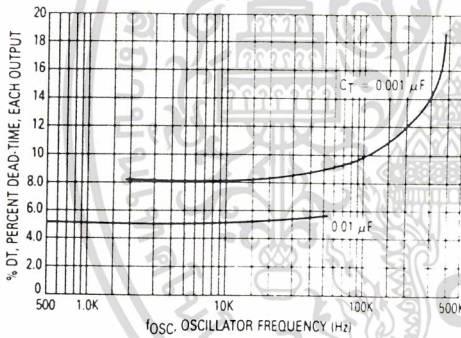 % DT, PERCENT DEAD-TIME, EACH OUTPUT
20
18
16
14
12
10
8.0
6.0
4.0
2.0
0
CT = 0.001 µF
0.01 µF
500 1.0K 10K 100K 500K
fOSC, OSCILLATOR FREQUENCY (Hz)